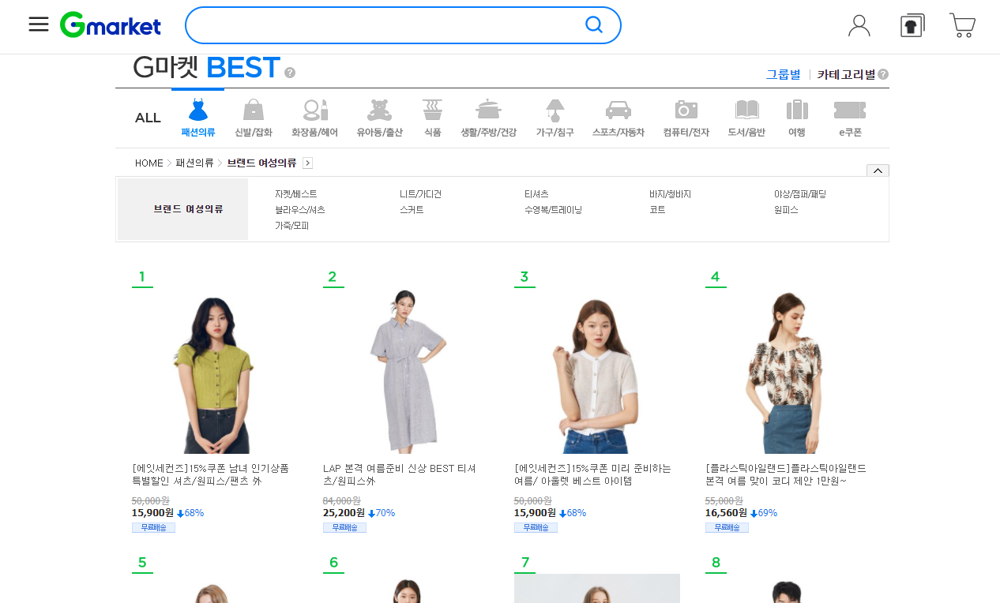 Gmarket
G마켓 BEST ?
그룹별 | 카테고리별 ?
ALL
패션의류
신발/잡화
화장품/헤어
유아동/출산
식품
생활/주방/건강
가구/침구
스포츠/자동차
컴퓨터/전자
도서/음반
여행
e쿠폰
HOME > 패션의류 > 브랜드 여성의류 >
브랜드 여성의류
자켓/베스트
니트/가디건
티셔츠
바지/청바지
야상/점퍼/패딩
블라우스/셔츠
스커트
수영복/트레이닝
코트
원피스
가죽/모피
1
2
3
4
[에잇세컨즈]15%쿠폰 남녀 인기상품
특별할인 셔츠/원피스/팬츠 외
50,000원
15,900원 68%
무료배송
LAP 본격 여름준비 신상 BEST 티셔
츠/원피스外
84,000원
25,200원 70%
무료배송
[에잇세컨즈]15%쿠폰 미리 준비하는
여름/ 아울렛 베스트 아이템
50,000원
15,900원 68%
무료배송
[플라스틱아일랜드]플라스틱아일랜드
본격 여름 맞이 코디 제안 1만원~
55,000원
16,560원 69%
무료배송
5
6
7
8